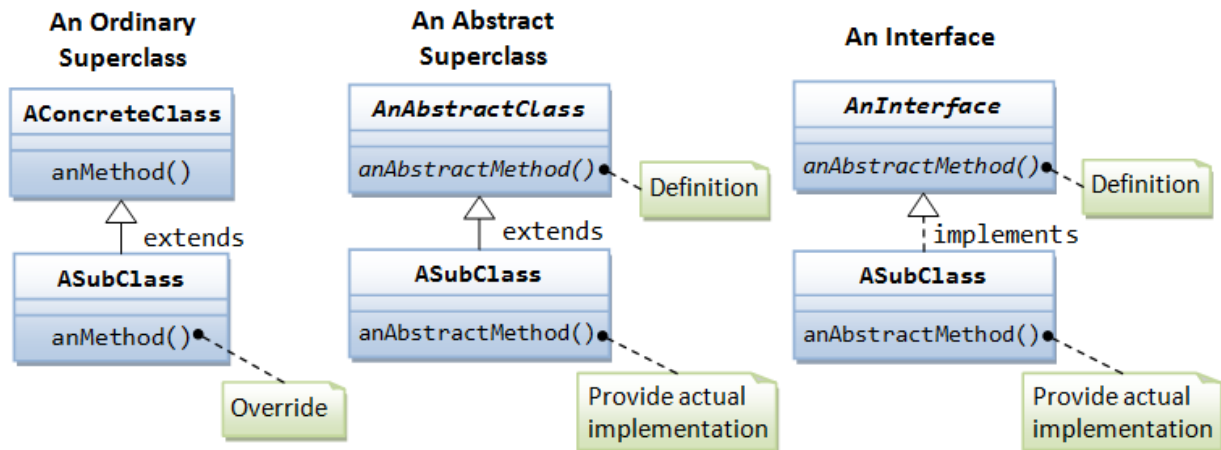 An Ordinary
Superclass
AConcreteClass
anMethod()
extends
ASubClass
anMethod()
Override
An Abstract
Superclass
AnAbstractClass
anAbstractMethod()
Definition
extends
ASubClass
anAbstractMethod()
Provide actual
implementation
An Interface
AnInterface
anAbstractMethod()
Definition
implements
ASubClass
anAbstractMethod()
Provide actual
implementation